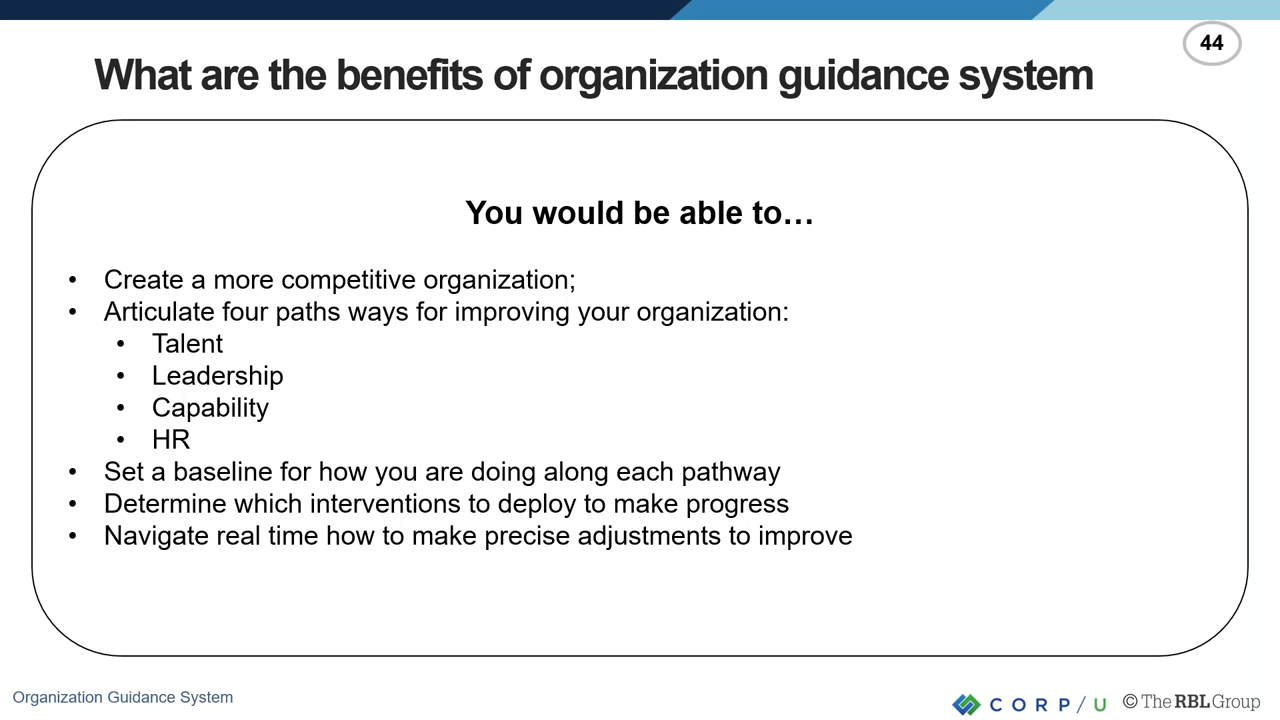 44
What are the benefits of organization guidance system
You would be able to…
• Create a more competitive organization;
• Articulate four paths ways for improving your organization:
• Talent
• Leadership
• Capability
• HR
• Set a baseline for how you are doing along each pathway
• Determine which interventions to deploy to make progress
• Navigate real time how to make precise adjustments to improve
Organization Guidance System
CORP/U
© The RBL Group